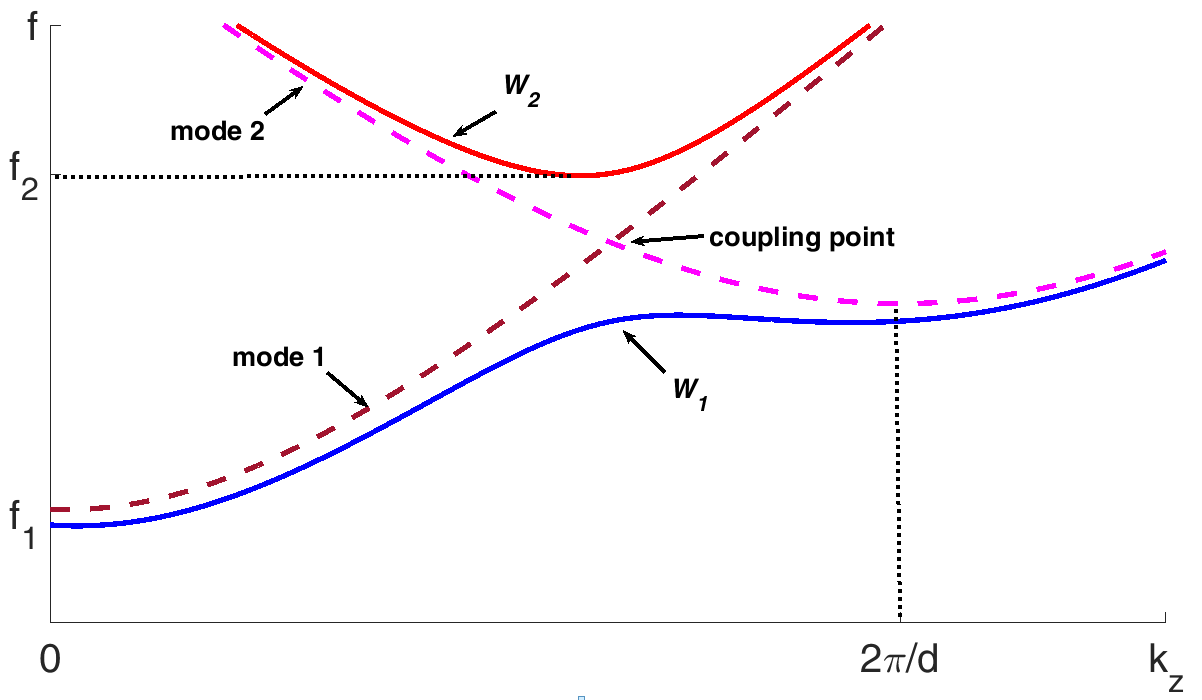 f
W2
mode 2
f2
coupling point
mode 1
W1
f1
0
2π/d
kz